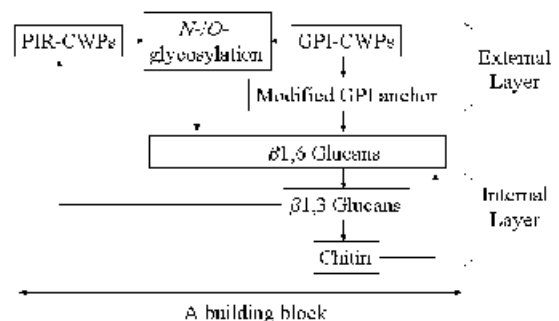 PIR-CWPs
N-/O-
glycosylation
GPI-CWPs
Modified GPI anchor
External
Layer
β1,6 Glucans
β1,3 Glucans
Chitin
Internal
Layer
A building block